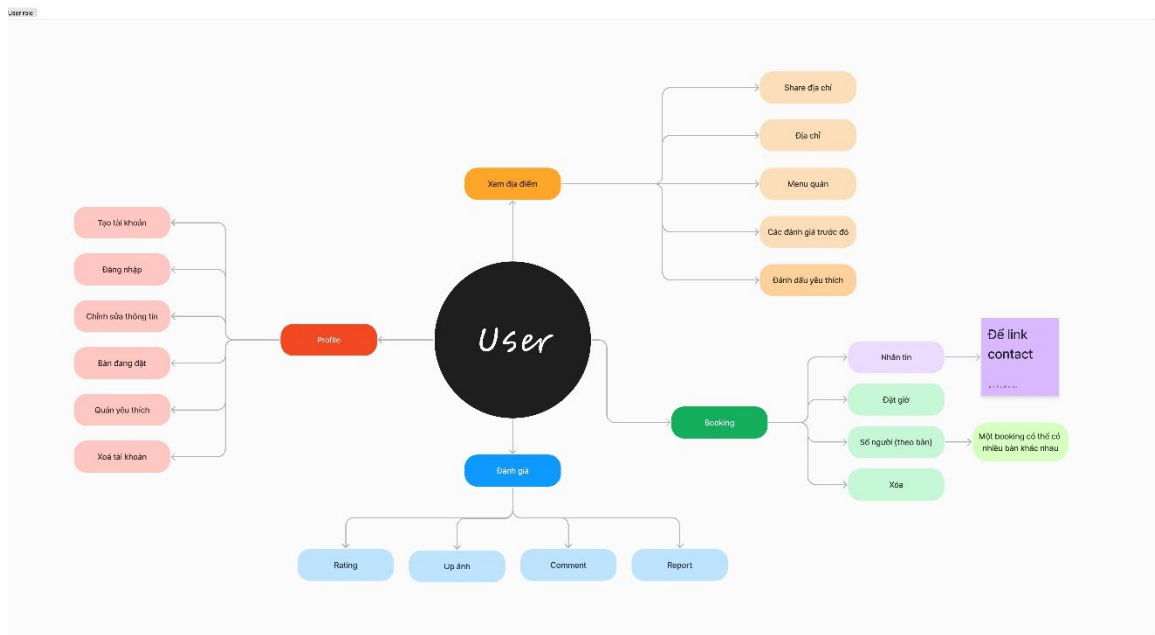 User role
Share địa chỉ
Địa chỉ
Xem địa điểm
Menu quán
Các đánh giá trước đó
Đánh dấu yêu thích
Tạo tài khoản
Đăng nhập
Chỉnh sửa thông tin
Profile
Bàn đang đặt
Quán yêu thích
Xoá tài khoản
User
Để link
contact
Nhắn tin
Đặt giờ
Booking
Số người (theo bàn)
Một booking có thể có
nhiều bàn khác nhau
Xóa
Đánh giá
Rating
Up ảnh
Comment
Report